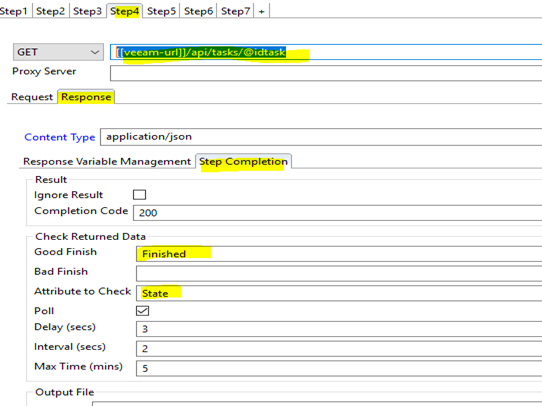 Step1 Step2 Step3 Step4 Step5 Step6 Step7 +
GET [[veeam-url]]/api/tasks/@idtask
Proxy Server
Request Response
Content Type application/json
Response Variable Management Step Completion
Result
Ignore Result
Completion Code 200
Check Returned Data
Good Finish Finished
Bad Finish
Attribute to Check State
Poll
Delay (secs) 3
Interval (secs) 2
Max Time (mins) 5
Output File